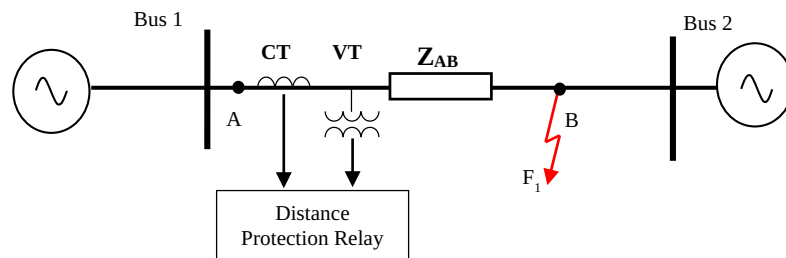 Bus 1
Bus 2
CT
VT
ZAB
A
B
F1
Distance
Protection Relay